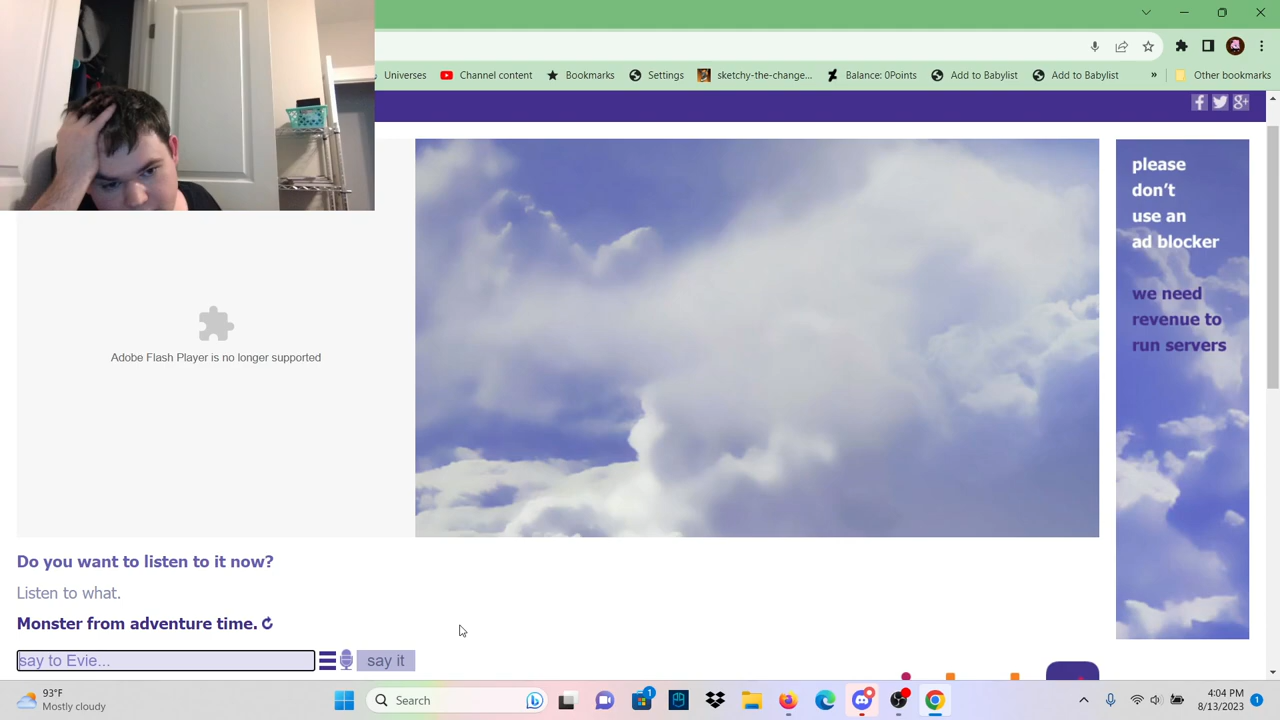 Universes
Channel content
Bookmarks
Settings
sketchy-the-change...
Balance: 0Points
Add to Babylist
Add to Babylist
»
Other bookmarks
f
g+
please
don't
use an
ad blocker
we need
revenue to
run servers
Adobe Flash Player is no longer supported
Do you want to listen to it now?
Listen to what.
Monster from adventure time.
say to Evie...
say it
93°F
Mostly cloudy
Search
1
4:04 PM
8/13/2023
1